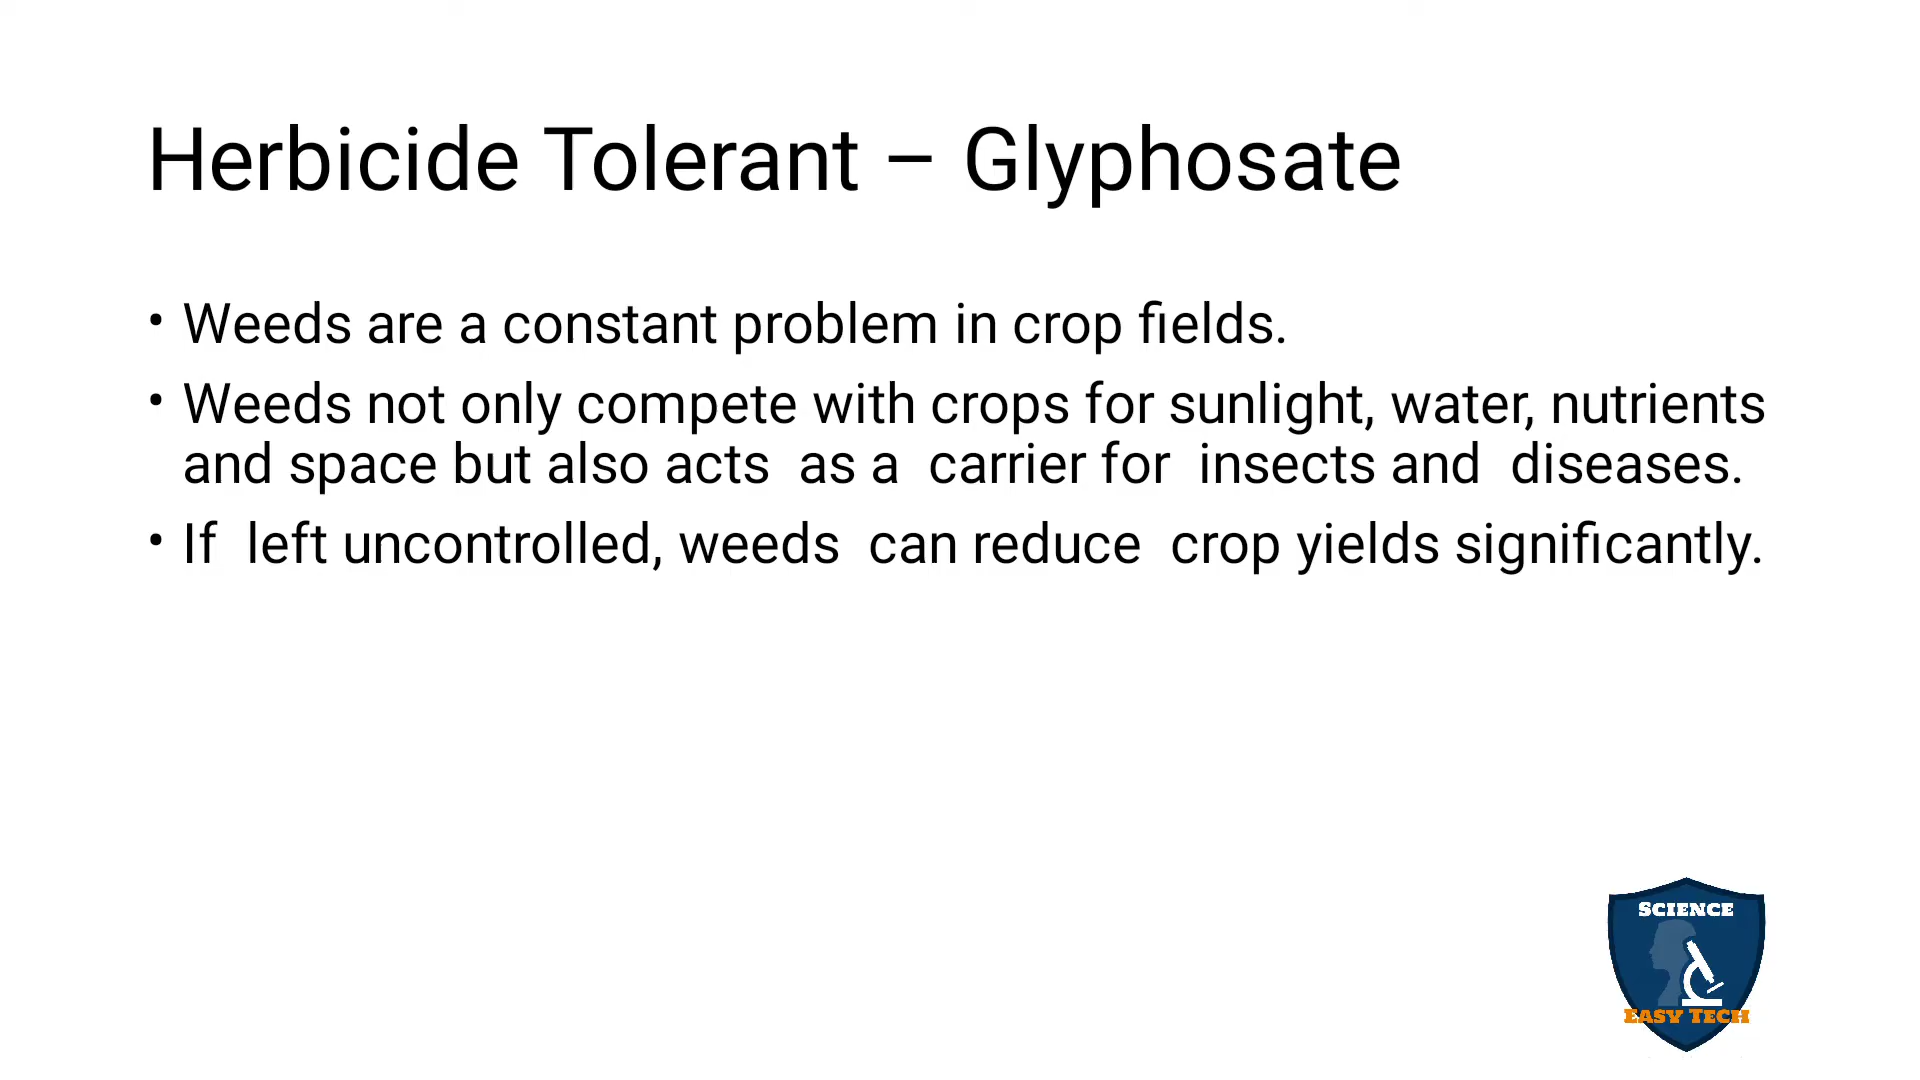 Herbicide Tolerant – Glyphosate
• Weeds are a constant problem in crop fields.
• Weeds not only compete with crops for sunlight, water, nutrients
and space but also acts  as a  carrier for  insects and  diseases.
• If  left uncontrolled, weeds  can reduce  crop yields significantly.
SCIENCE
EASY TECH